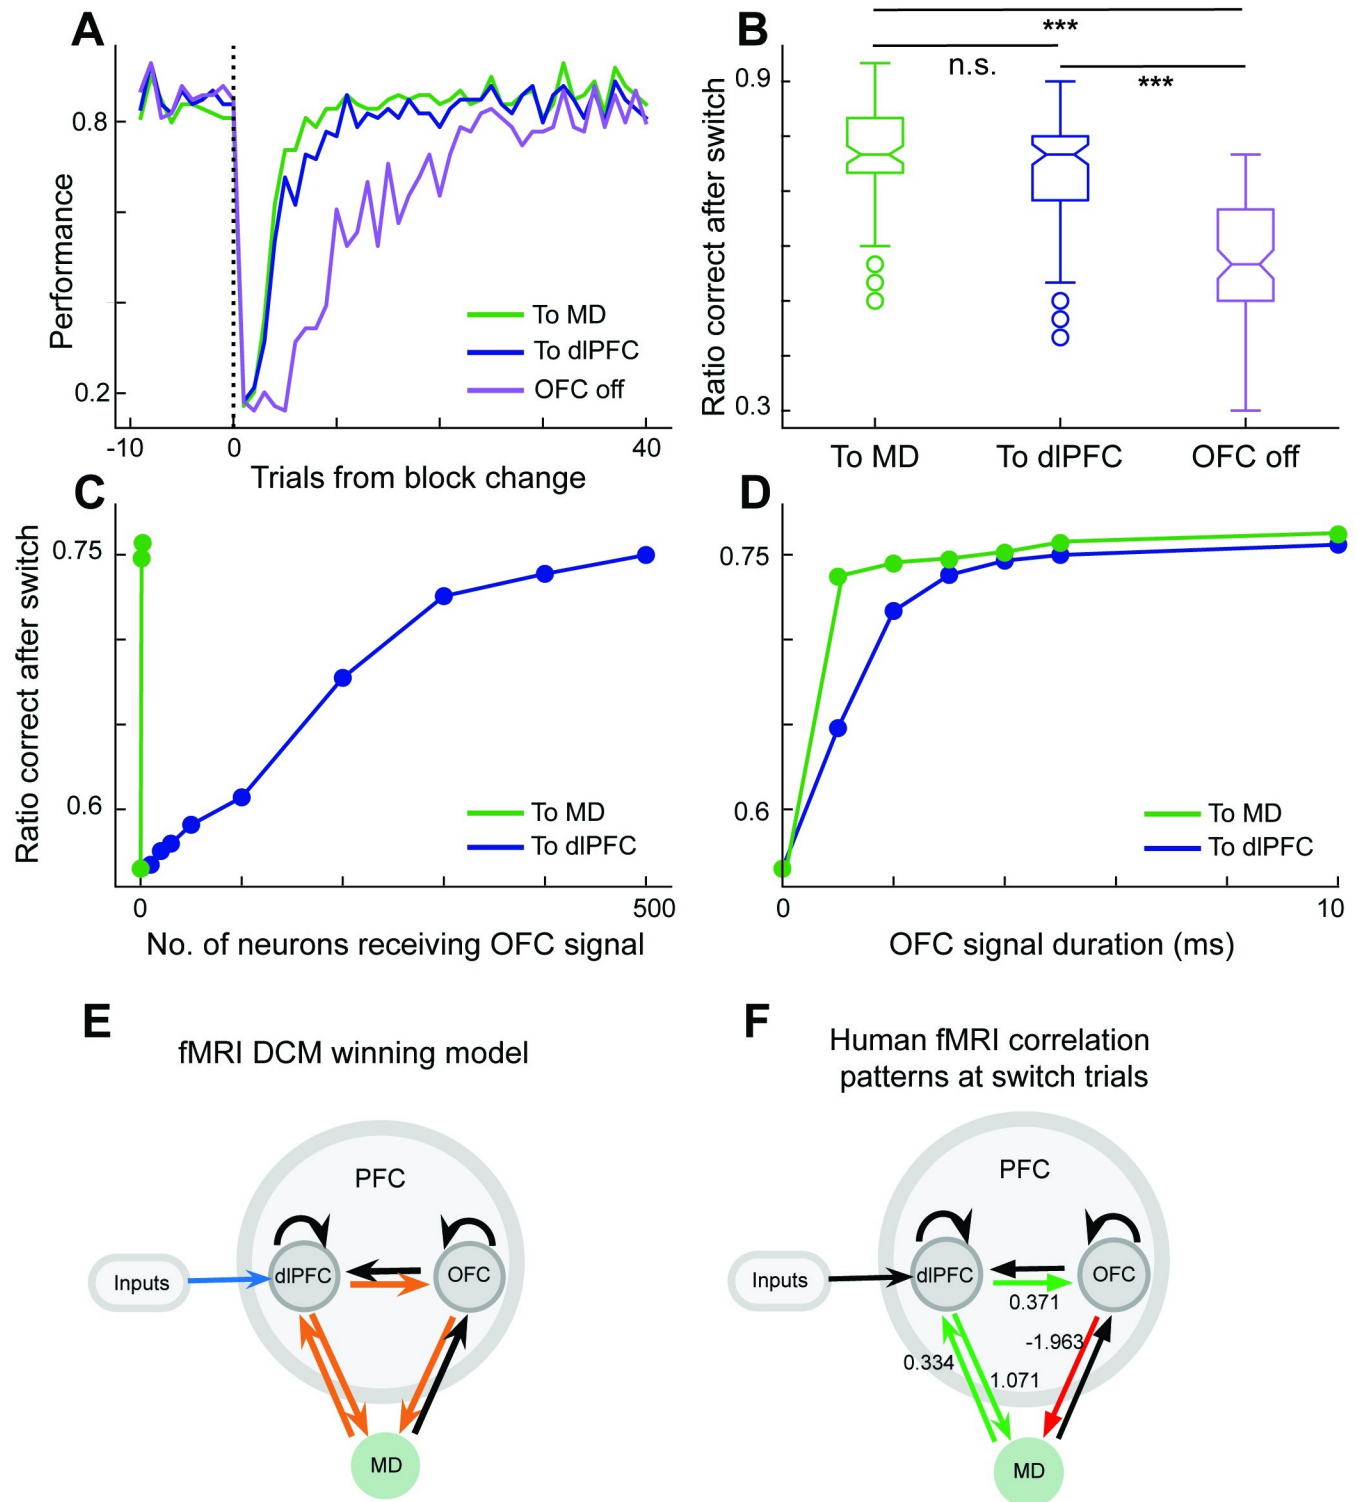 A
Performance
0.8
0.2
-10
0
40
Trials from block change
To MD
To dlPFC
OFC off
B
Ratio correct after switch
0.9
0.3
***
n.s.
***
To MD
To dlPFC
OFC off
C
Ratio correct after switch
0.75
0.6
0
500
No. of neurons receiving OFC signal
To MD
To dlPFC
D
0.75
0.6
0
10
OFC signal duration (ms)
To MD
To dlPFC
E
fMRI DCM winning model
PFC
Inputs
dlPFC
OFC
MD
F
Human fMRI correlation
patterns at switch trials
PFC
Inputs
dlPFC
OFC
0.371
-1.963
0.334
1.071
MD